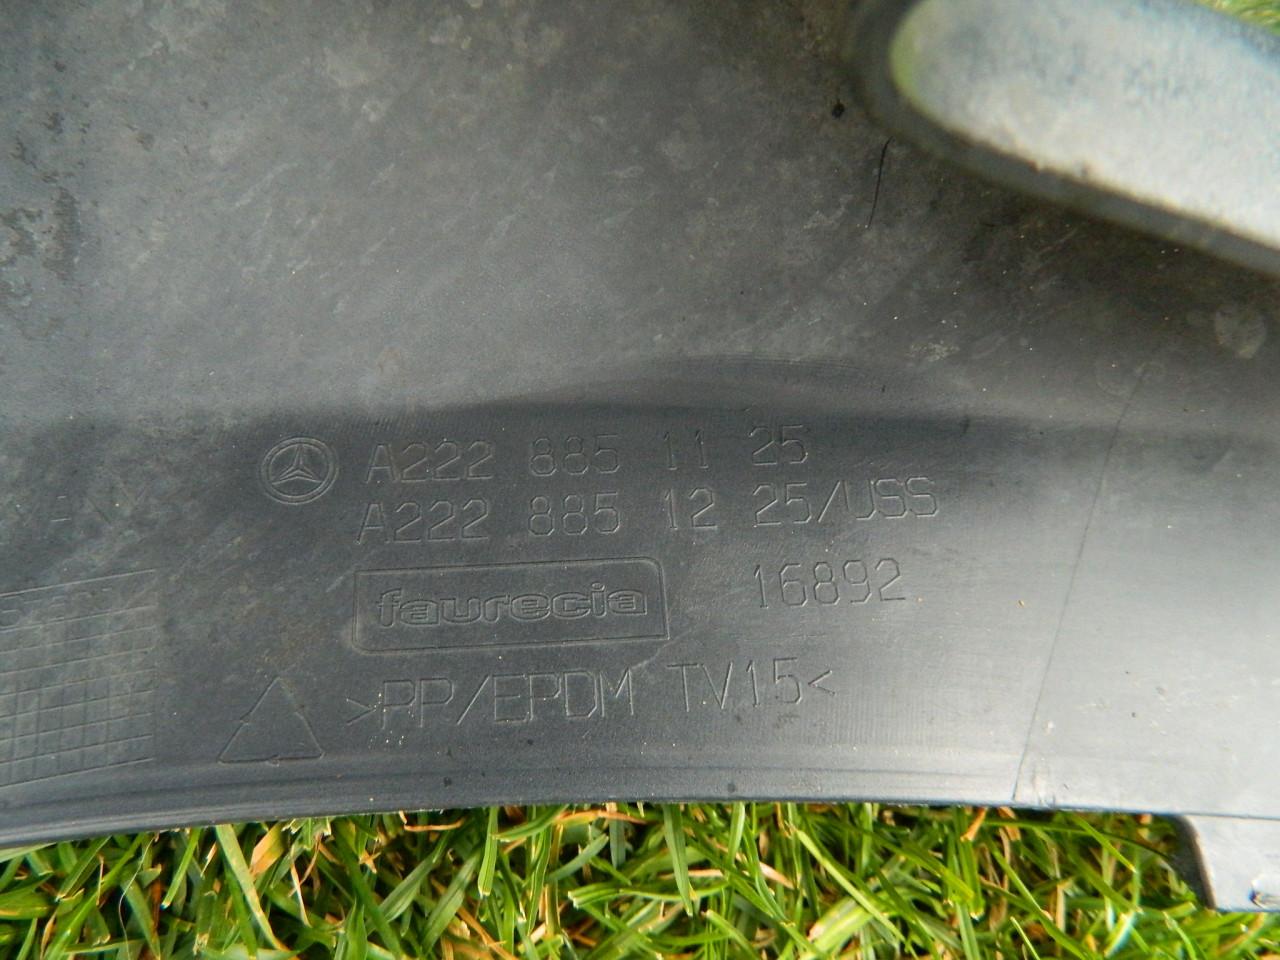 A222 885 11 25
A222 885 12 25/USS
faurecia
16892
>PP/EPDM TV15<